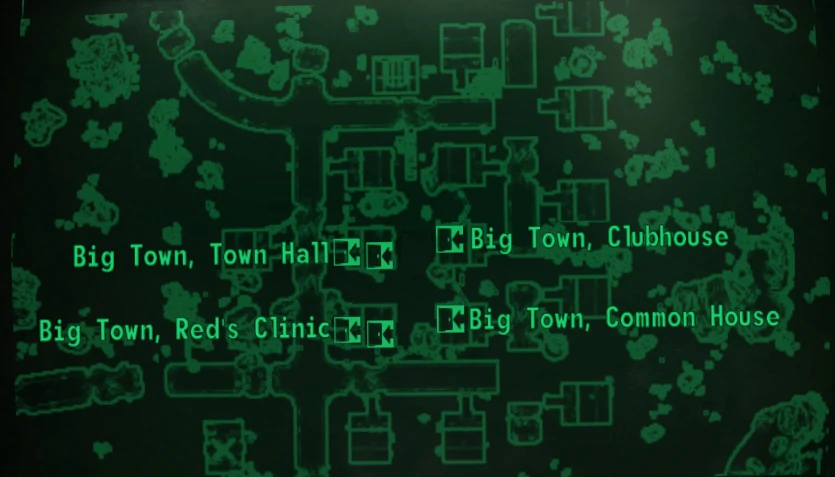 Big Town, Town Hall
Big Town, Clubhouse
Big Town, Red's Clinic
Big Town, Common House